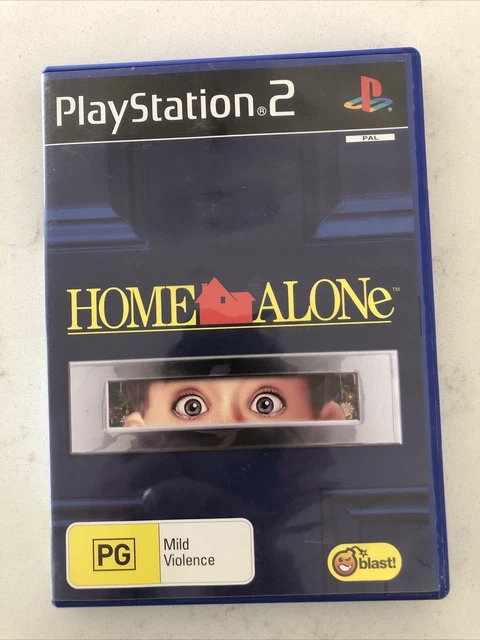 PlayStation®2
PAL
HOME ALONe™
PG
Mild
Violence
blast!